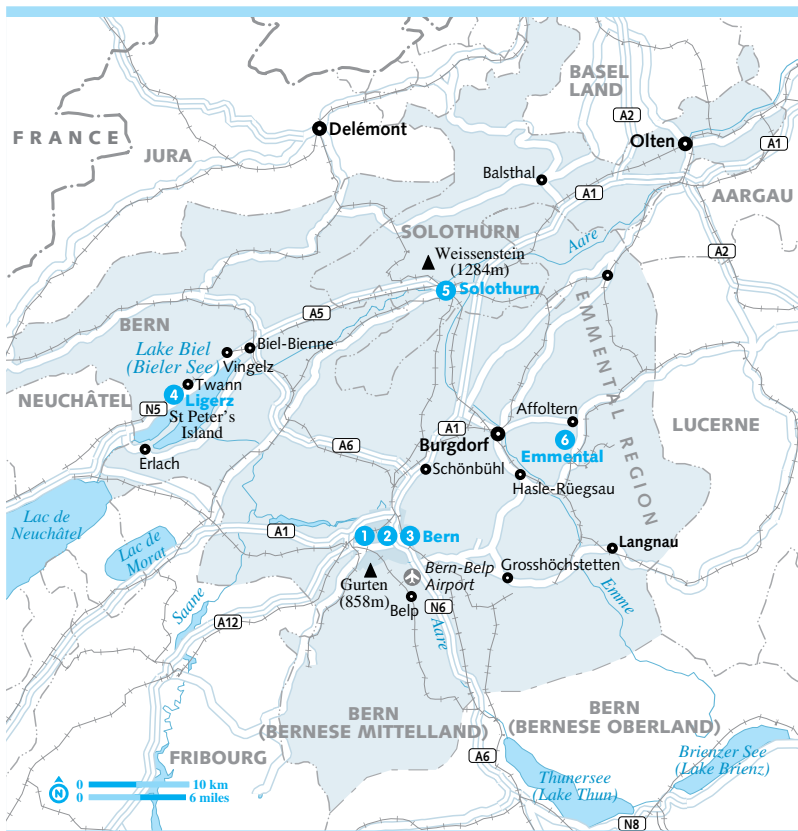 BASEL
LAND
A2
FRANCE
Delémont
Olten
A1
JURA
Balsthal
A1
AARGAU
SOLOTHURN
Aare
A2
Weissenstein
(1284m)
5 Solothurn
EMMENTAL REGION
A5
BERN
Lake Biel
(Bieler See)
Biel-Bienne
Vingelz
Twann
NEUCHÂTEL
4 Ligerz
N5
St Peter's
Island
Affoltern
LUCERNE
A1
Burgdorf
6
Emmental
A6
Erlach
Schönbühl
Hasle-Rüegsau
Lac de
Neuchâtel
A1
1 2 3 Bern
Lac de
Morat
Langnau
Bern-Belp
Airport
Grosshöchstetten
Gurten
(858m)
Belp
N6
Emme
Saane
A12
Aare
BERN
(BERNESE MITTELLAND)
BERN
(BERNESE OBERLAND)
FRIBOURG
A6
Brienzer See
(Lake Brienz)
Thunersee
(Lake Thun)
N
0 10 km
0 6 miles
N8